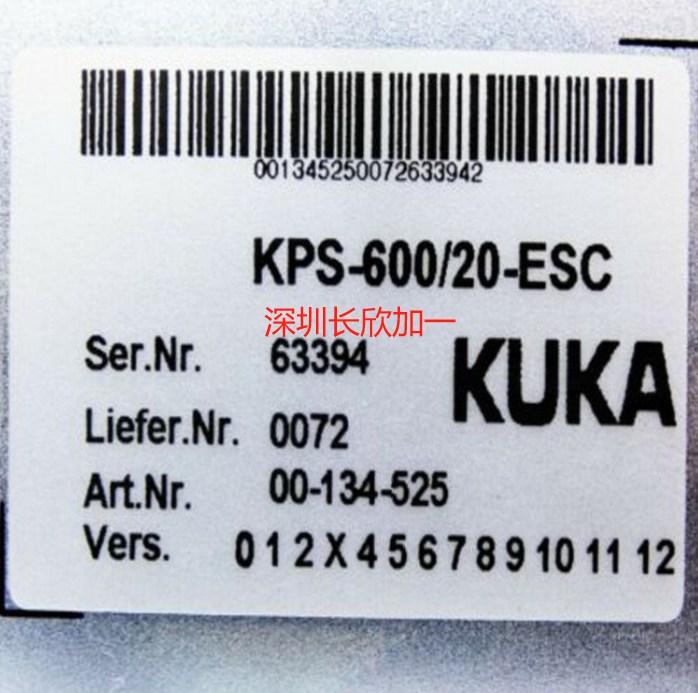 001345250072633942
KPS-600/20-ESC
深圳长欣加一
Ser.Nr. 63394
KUKA
Liefer.Nr. 0072
Art.Nr. 00-134-525
Vers. 0 1 2 X 4 5 6 7 8 9 10 11 12